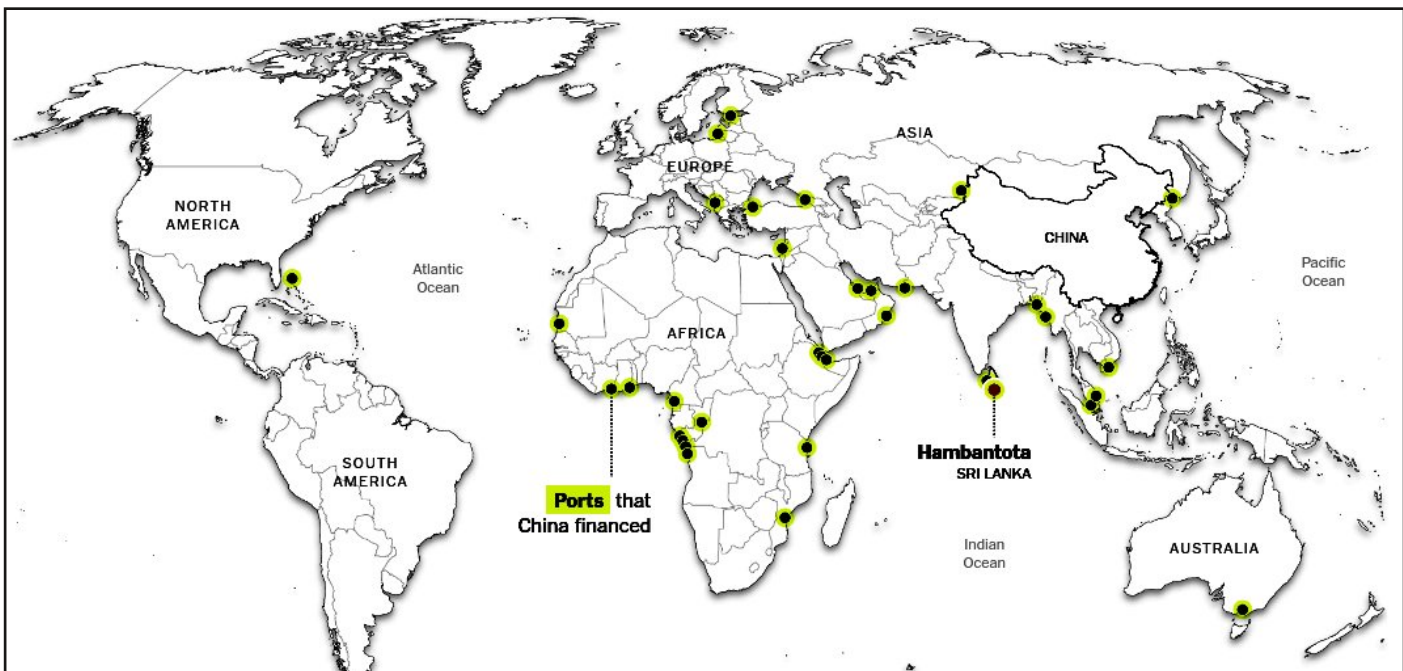 ASIA
EUROPE
NORTH
AMERICA
CHINA
Atlantic
Ocean
Pacific
Ocean
AFRICA
Hambantota
SRI LANKA
SOUTH
AMERICA
Ports that
China financed
Indian
Ocean
AUSTRALIA